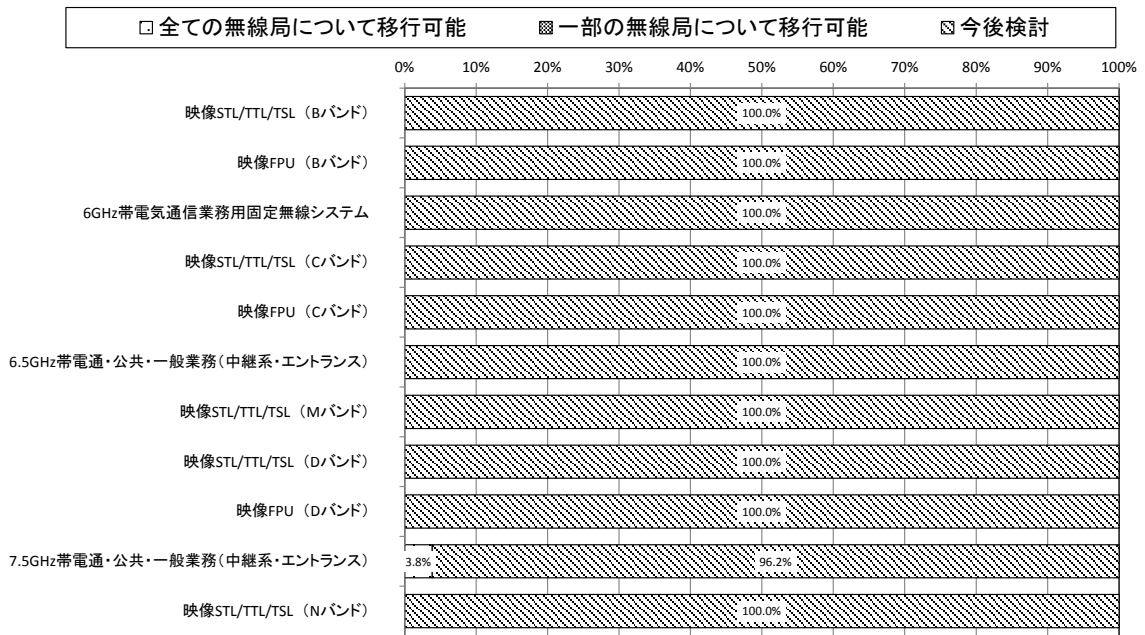 全ての無線局について移行可能 一部の無線局について移行可能 今後検討
0% 10% 20% 30% 40% 50% 60% 70% 80% 90% 100%
映像STL/TTL/TSL（Bバンド） 100.0%
映像FPU（Bバンド） 100.0%
6GHz帯電気通信業務用固定無線システム 100.0%
映像STL/TTL/TSL（Cバンド） 100.0%
映像FPU（Cバンド） 100.0%
6.5GHz帯電通・公共・一般業務（中継系・エントランス） 100.0%
映像STL/TTL/TSL（Mバンド） 100.0%
映像STL/TTL/TSL（Dバンド） 100.0%
映像FPU（Dバンド） 100.0%
7.5GHz帯電通・公共・一般業務（中継系・エントランス） 3.8% 96.2%
映像STL/TTL/TSL（Nバンド） 100.0%